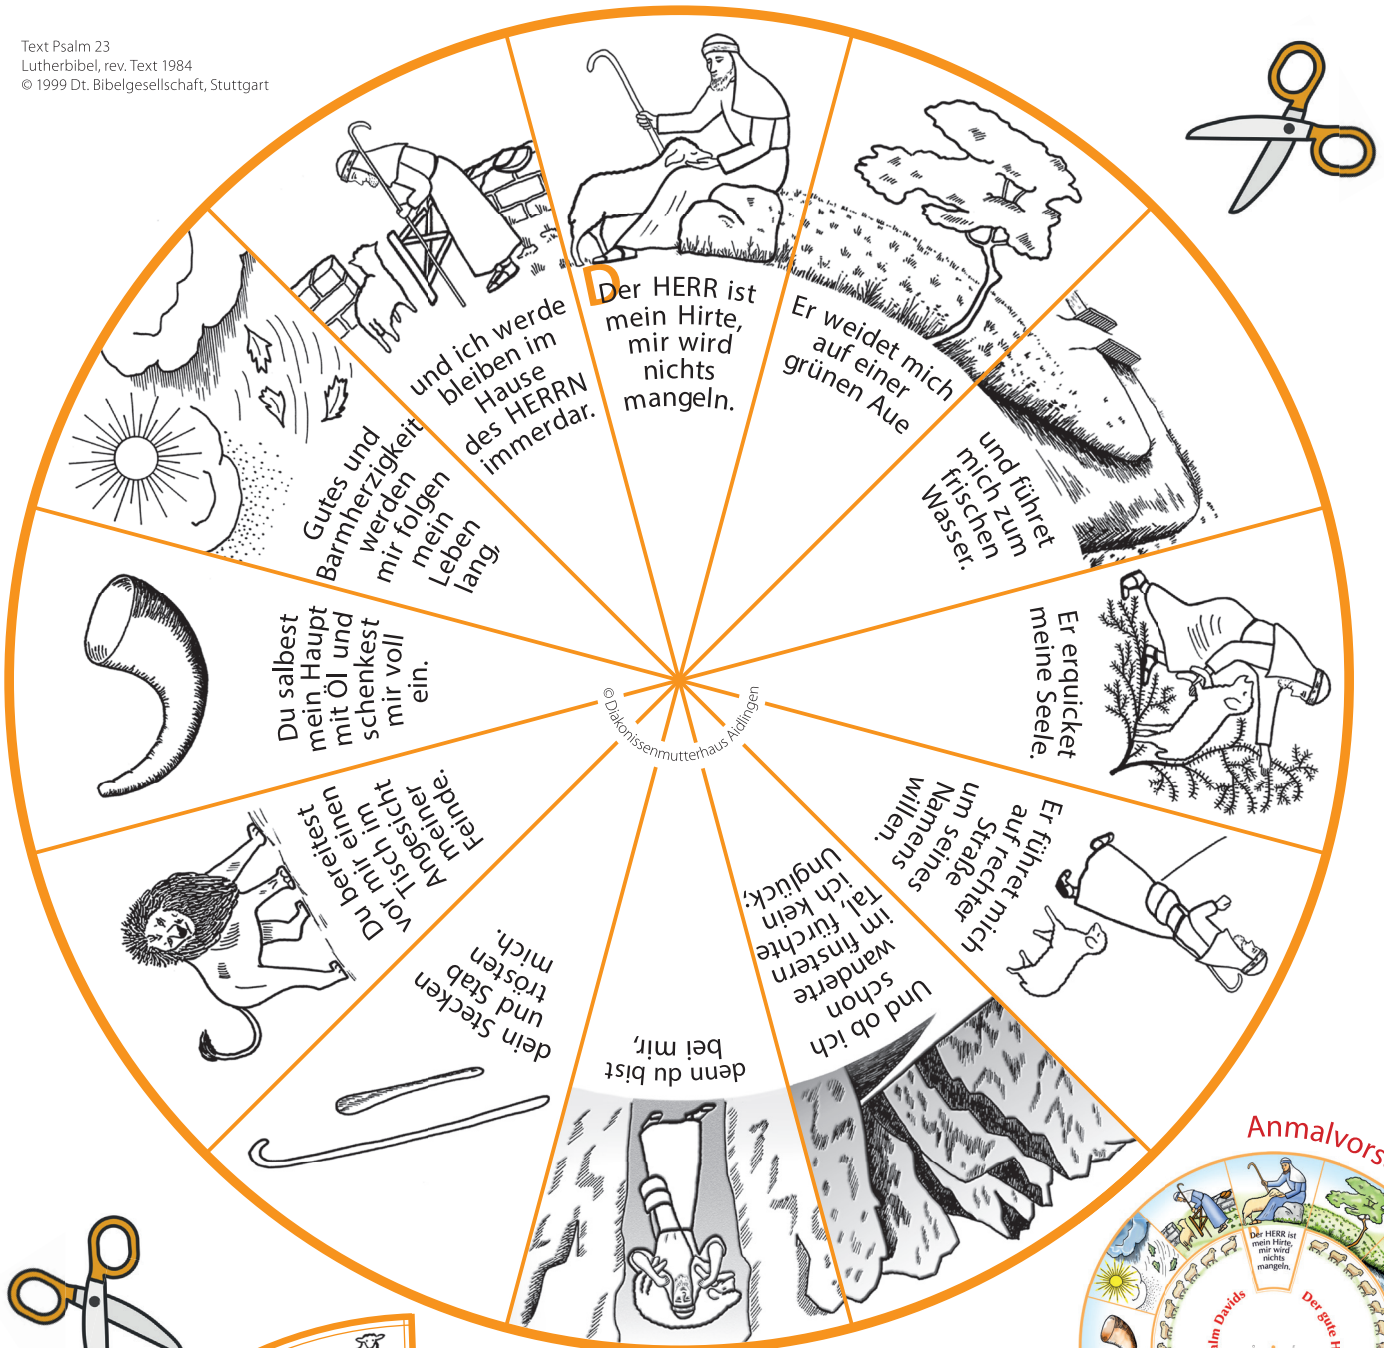 Text Psalm 23
Lutherbibel, rev. Text 1984
© 1999 Dt. Bibelgesellschaft, Stuttgart
Der HERR ist
mein Hirte,
mir wird
nichts
mangeln.
Er weidet mich
auf einer
grünen Aue
und führet
mich zum
frischen
Wasser.
Er erquicket
meine Seele.
Er führet mich
auf rechter
Straße
um seines
Namens
willen.
Und ob ich
schon
wanderte
im finstern
Tal, fürchte
ich kein
Unglück;
denn du bist
bei mir,
dein Stecken
und Stab
trösten
mich.
Du bereitest
vor mir einen
Tisch im
Angesicht
meiner
Feinde.
Du salbest
mein Haupt
mit Öl und
schenkest
mir voll
ein.
Gutes und
Barmherzigkeit
werden
mir folgen
mein
Leben
lang,
und ich werde
bleiben im
Hause
des HERRN
immerdar.
© Diakonissenmutterhaus Aidlingen
Anmalvors
Der HERR ist
mein Hirte,
mir wird
nichts
mangeln.
lm Davids
Der gute H